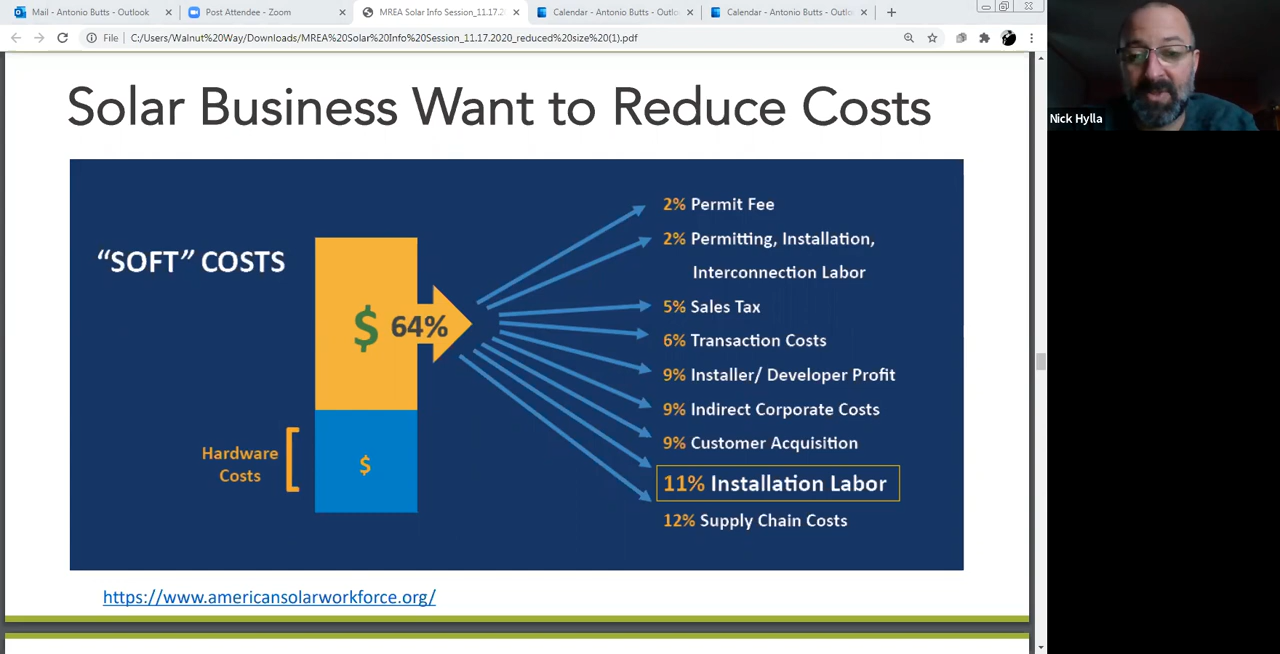 Mail - Antonio Butts - Outlook
Post Attendee - Zoom
MREA Solar Info Session_11.17.2
Calendar - Antonio Butts - Outlo
Calendar - Antonio Butts - Outlo
File
C:/Users/Walnut%20Way/Downloads/MREA%20Solar%20Info%20Session_11.17.2020_reduced%20size%20(1).pdf
Solar Business Want to Reduce Costs
“SOFT” COSTS
$ 64%
Hardware
Costs
$
2% Permit Fee
2% Permitting, Installation,
Interconnection Labor
5% Sales Tax
6% Transaction Costs
9% Installer/ Developer Profit
9% Indirect Corporate Costs
9% Customer Acquisition
11% Installation Labor
12% Supply Chain Costs
https://www.americansolarworkforce.org/
Nick Hylla